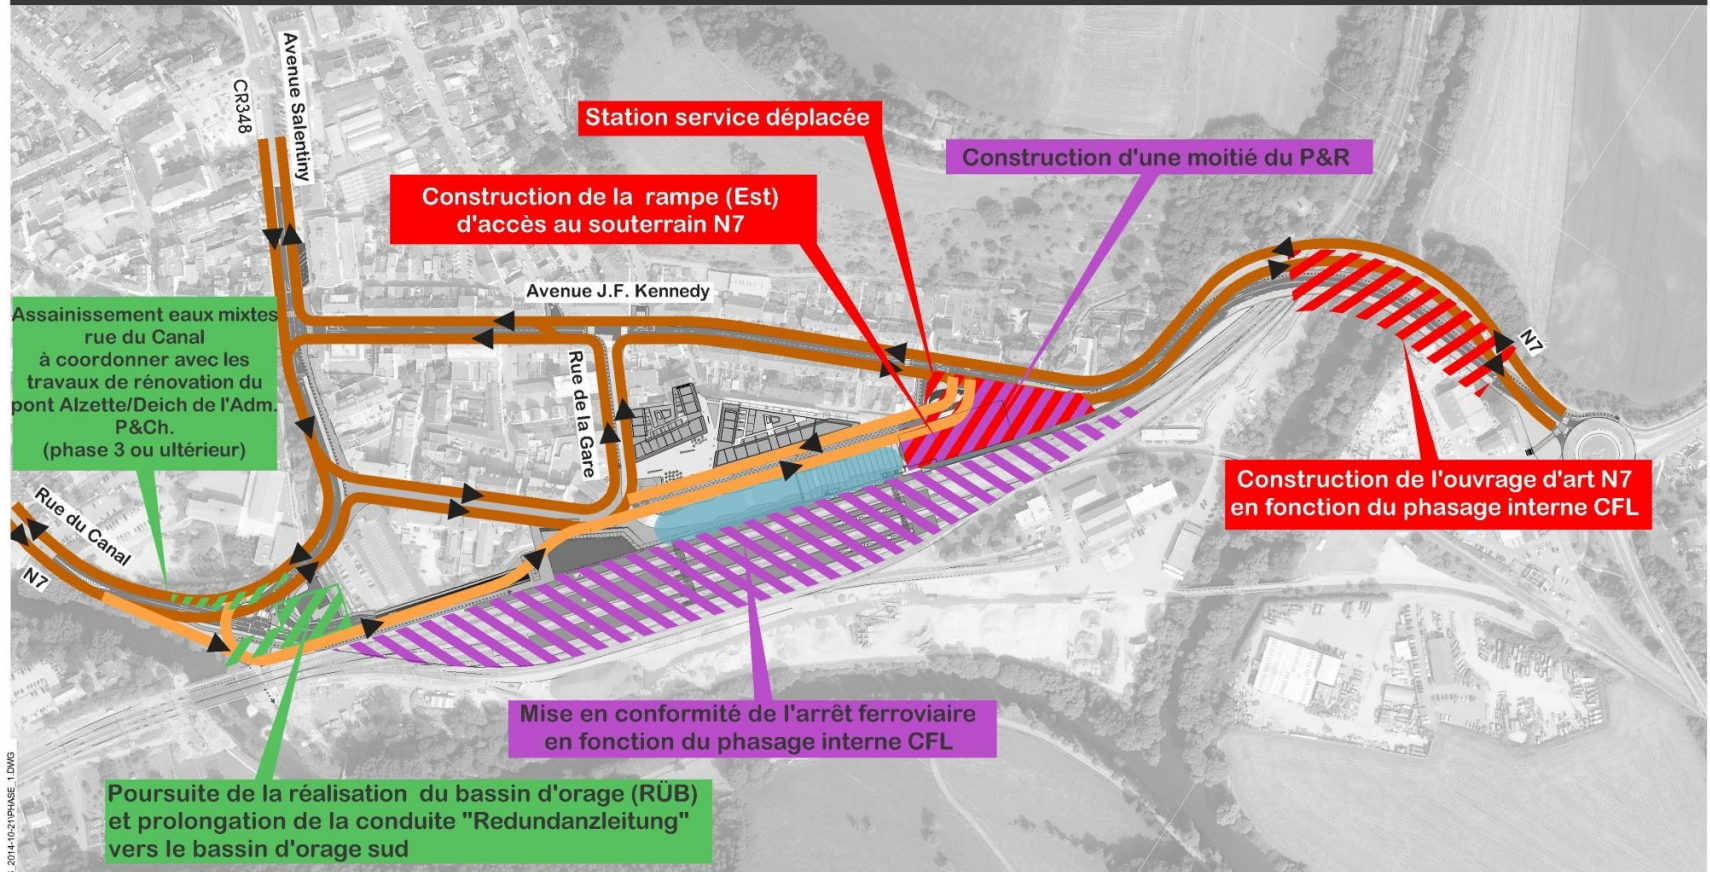 Avenue Salentiny
CR348
Station service déplacée
Construction d'une moitié du P&R
Construction de la rampe (Est)
d'accès au souterrain N7
Avenue J.F. Kennedy
Assainissement eaux mixtes
rue du Canal
à coordonner avec les
travaux de rénovation du
pont Alzette/Deich de l'Adm.
P&Ch.
(phase 3 ou ultérieur)
N7
Rue de la Gare
Construction de l'ouvrage d'art N7
en fonction du phasage interne CFL
Rue du Canal
N7
Mise en conformité de l'arrêt ferroviaire
en fonction du phasage interne CFL
Poursuite de la réalisation du bassin d'orage (RÜB)
et prolongation de la conduite "Redundanzleitung"
vers le bassin d'orage sud
_2014-10-21\PHASE_1.DWG